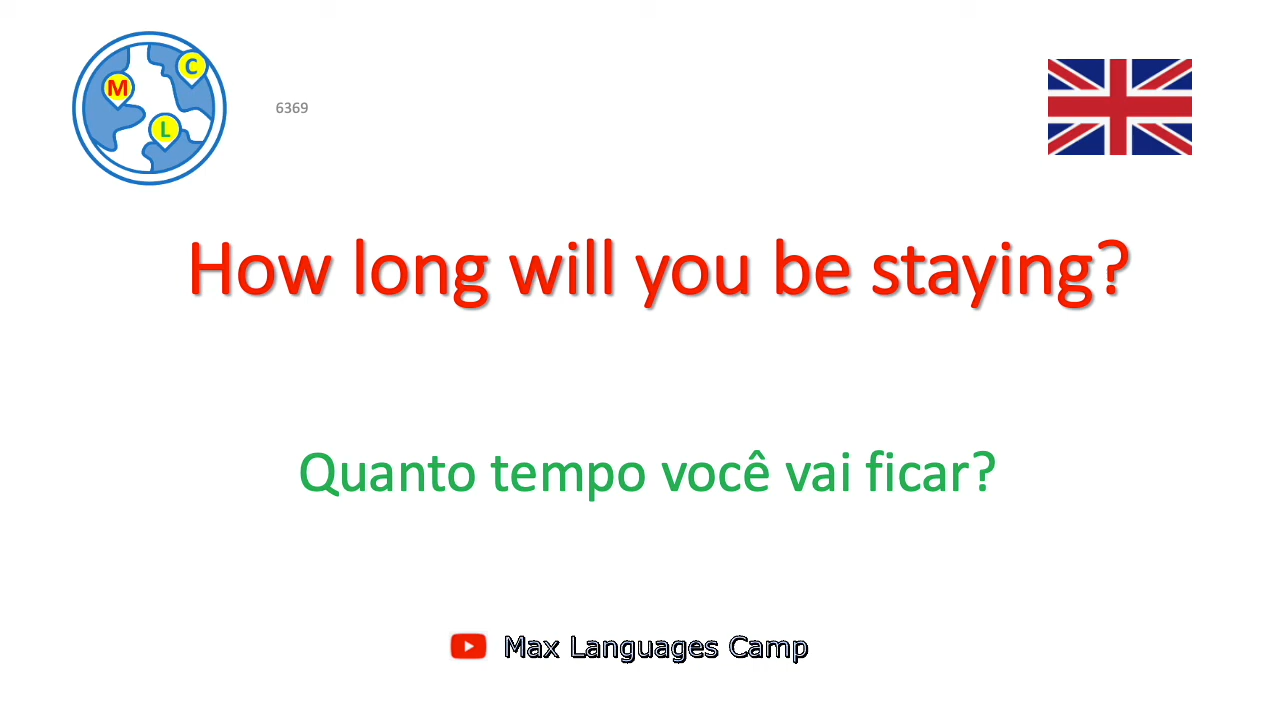 M
C
L
6369
How long will you be staying?
Quanto tempo você vai ficar?
Max Languages Camp